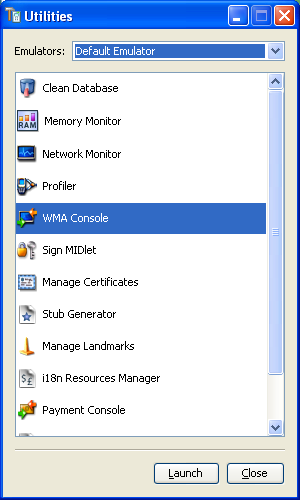 Utilities
Emulators: Default Emulator
Clean Database
RAM Memory Monitor
Network Monitor
Profiler
WMA Console
Sign MIDlet
Manage Certificates
Stub Generator
Manage Landmarks
i18n Resources Manager
Payment Console
Launch Close